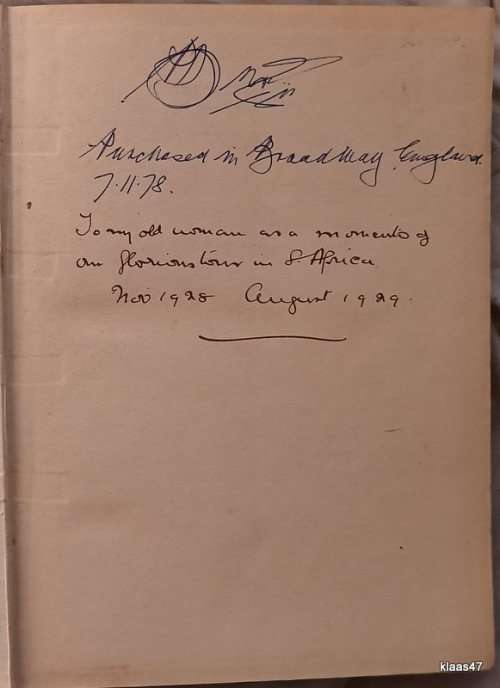 Purchased in Broadway, England.
7.11.78.
To my old woman as a momento of
our glorious tour in S. Africa
Nov 1928 August 1929.
klaas47